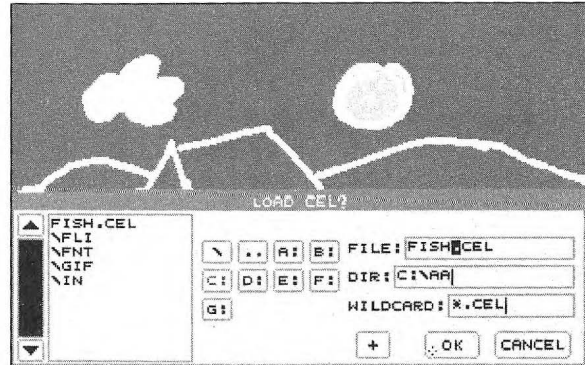 LOAD CEL?
FISH.CEL
\FLI
\FNT
\GIF
\IN
\ .. A: B:
C: D: E: F:
G:
FILE: FISH.CEL
DIR: C:\AA
WILDCARD: *.CEL
+ OK CANCEL